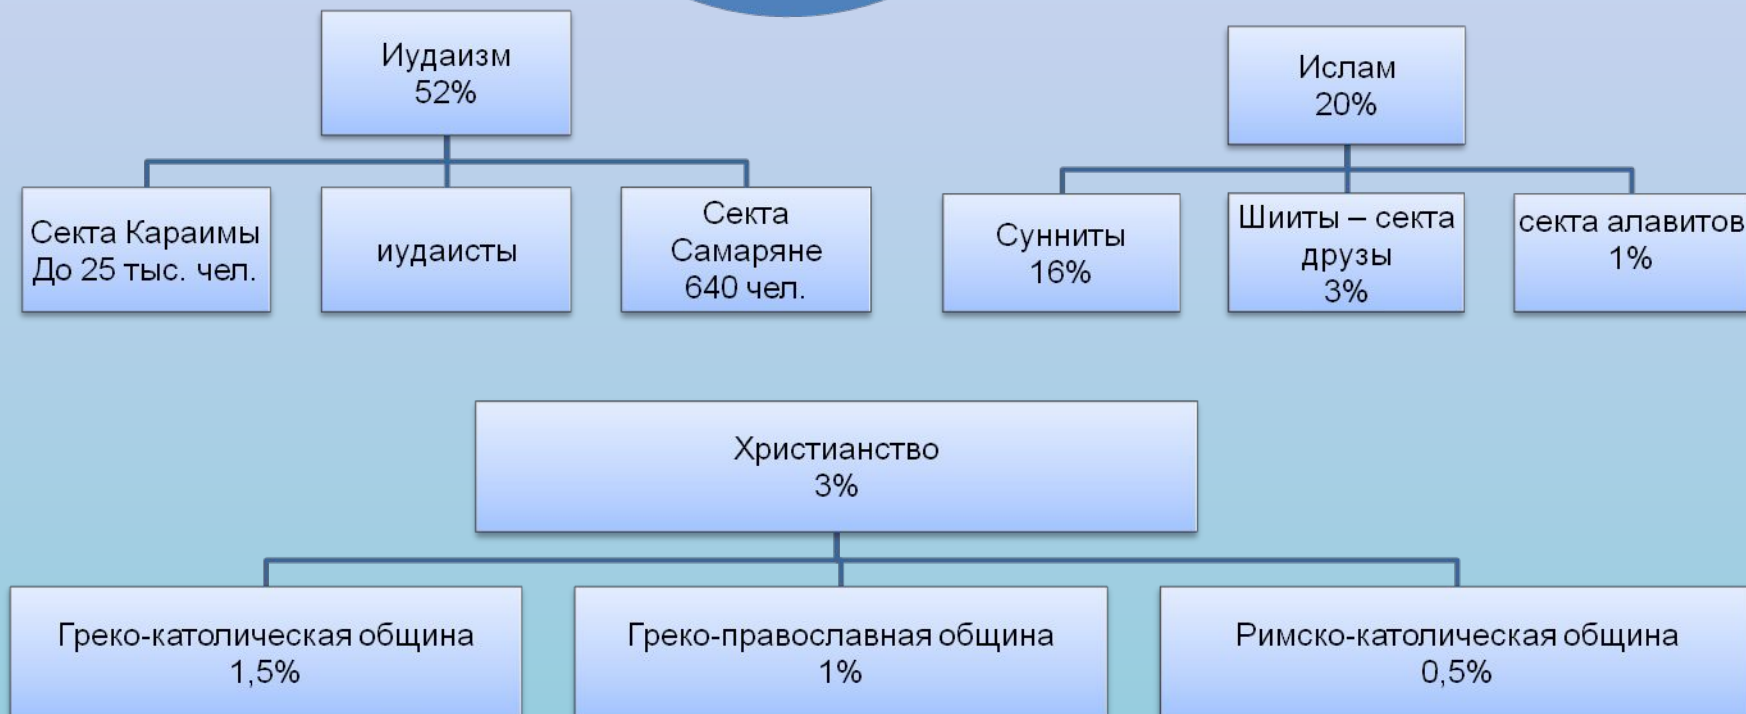 Иудаизм
52%
Ислам
20%
Секта Караимы
До 25 тыс. чел.
иудаисты
Секта
Самаряне
640 чел.
Сунниты
16%
Шииты – секта
друзы
3%
секта алавитов
1%
Христианство
3%
Греко-католическая община
1,5%
Греко-православная община
1%
Римско-католическая община
0,5%